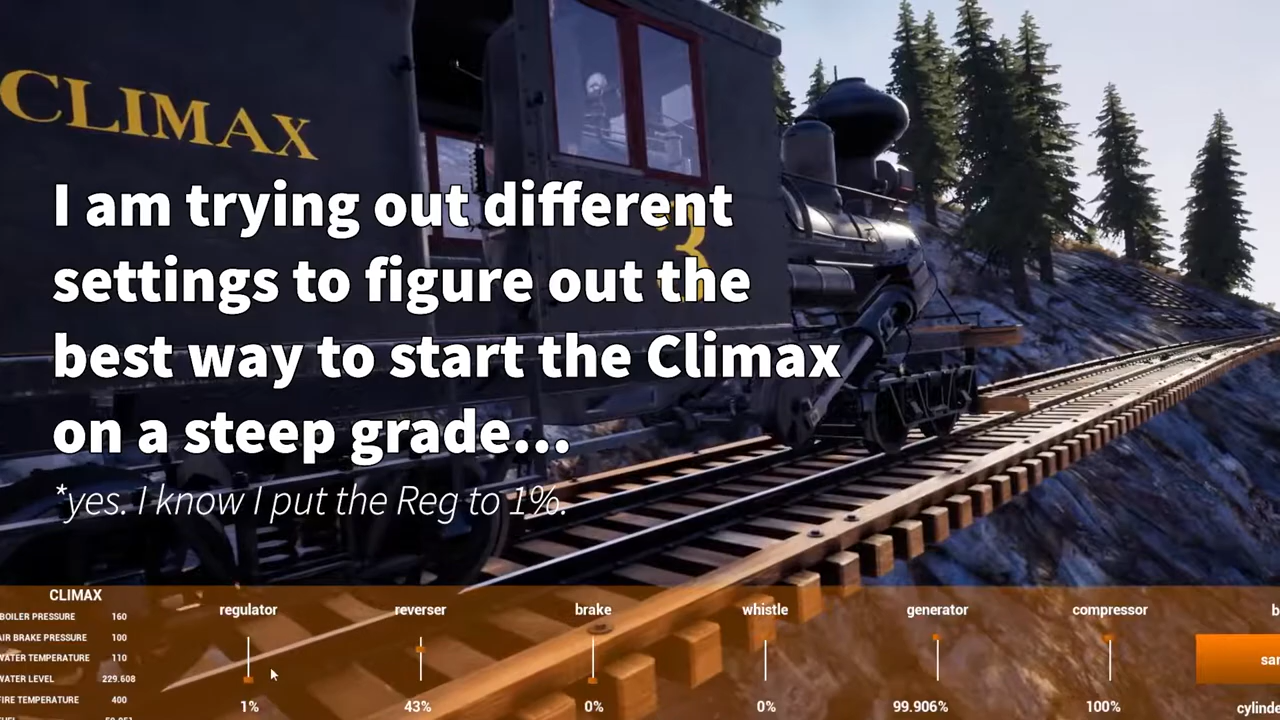 CLIMAX
3
I am trying out different
settings to figure out the
best way to start the Climax
on a steep grade...
*yes. I know I put the Reg to 1%.
CLIMAX
BOILER PRESSURE 160
AIR BRAKE PRESSURE 100
WATER TEMPERATURE 110
WATER LEVEL 229.608
FIRE TEMPERATURE 400
regulator reverser brake whistle generator compressor b
san
1% 43% 0% 0% 99.906% 100% cylinde